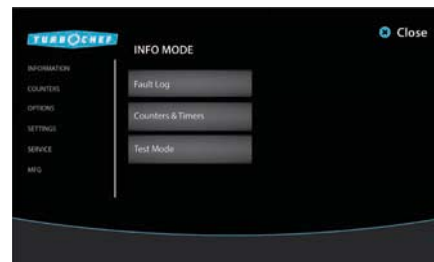 TURBOCHEF
INFO MODE
Close
INFORMATION
COUNTERS
OPTIONS
SETTINGS
SERVICE
MFG
Fault Log
Counters & Timers
Test Mode